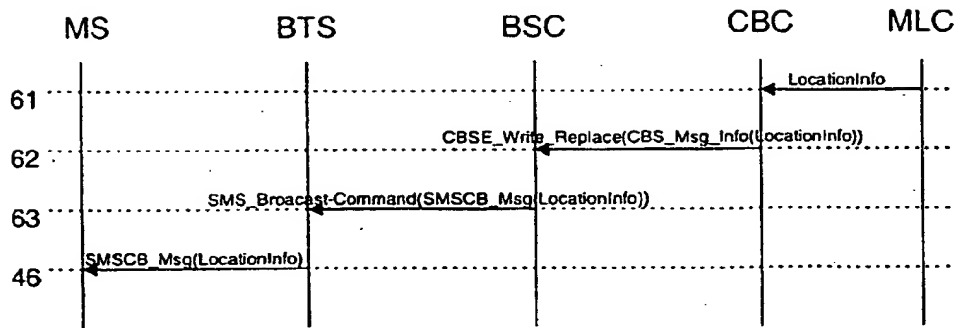 MS BTS BSC CBC MLC
61 LocationInfo
62 CBSE_Write_Replace(CBS_Msg_Info(LocationInfo))
63 SMS_Broacast-Command(SMSCB_Msg(LocationInfo))
46 SMSCB_Msg(LocationInfo)